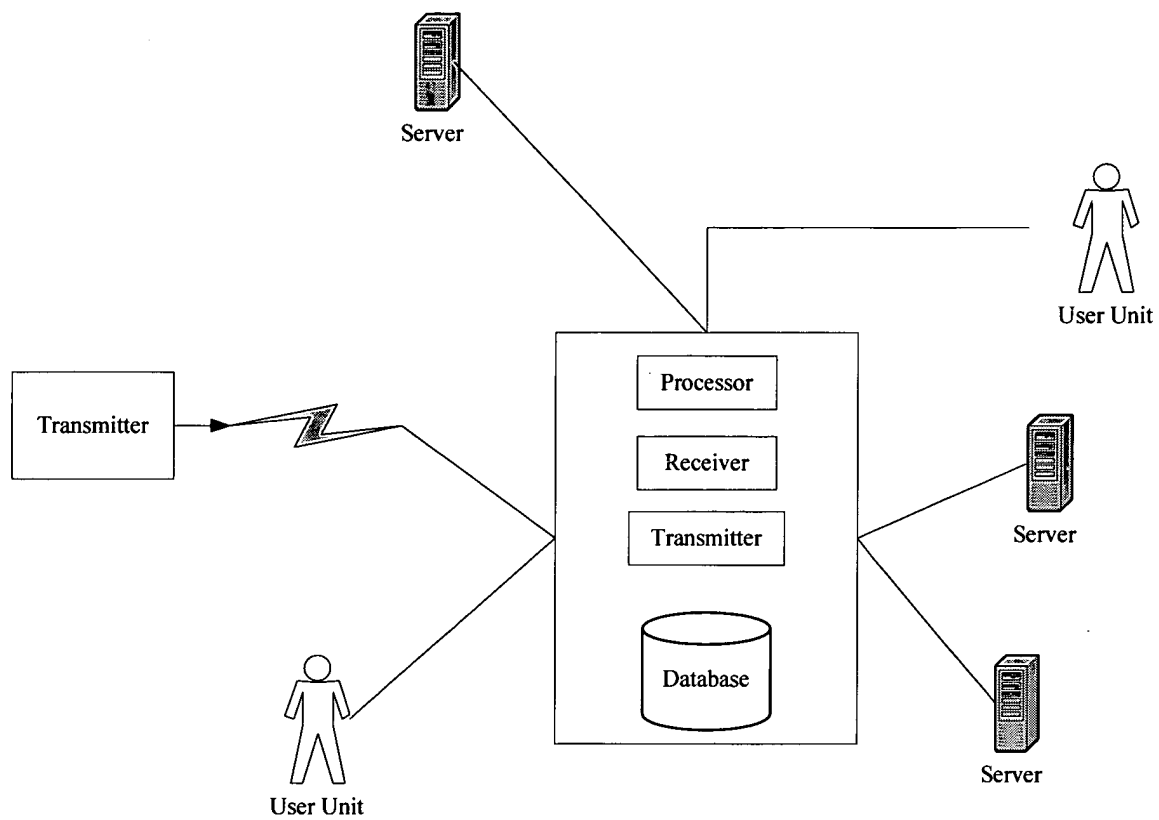 Server
User Unit
Processor
Transmitter
Receiver
Transmitter
Server
Database
Server
User Unit